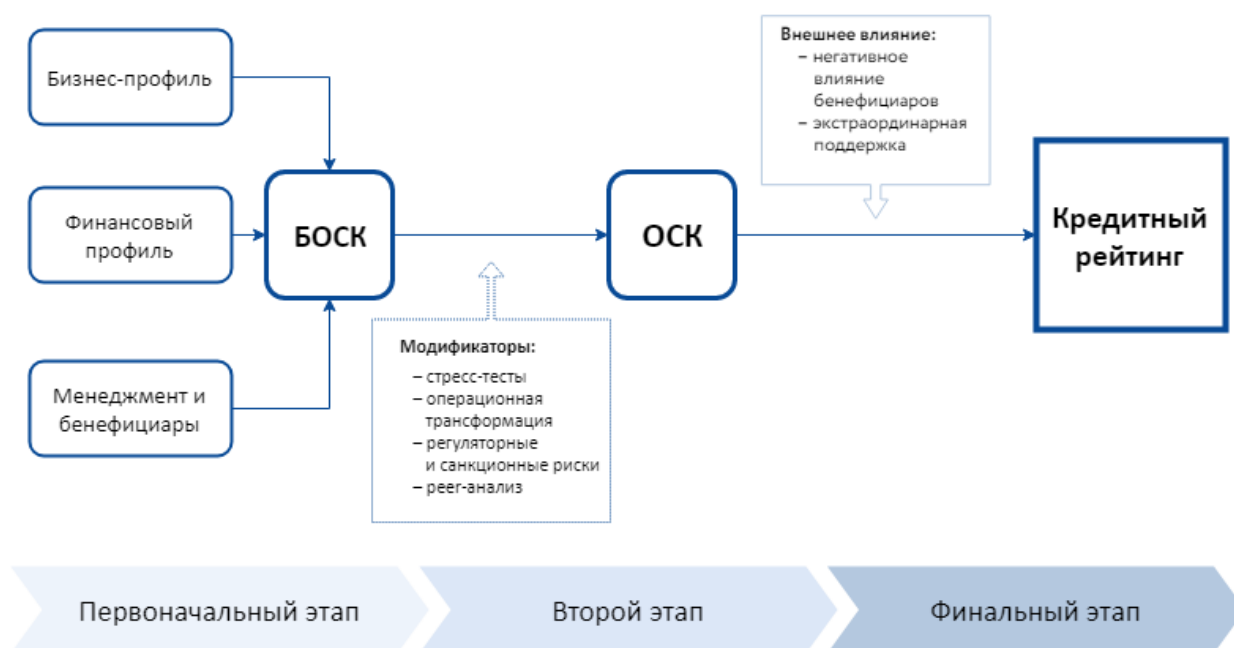 Бизнес-профиль
Финансовый
профиль
Менеджмент и
бенефициары
БОСК
Модификаторы:
– стресс-тесты
– операционная
трансформация
– регуляторные
и санкционные риски
– peer-анализ
ОСК
Внешнее влияние:
– негативное
влияние
бенефициаров
– экстраординарная
поддержка
Кредитный
рейтинг
Первоначальный этап
Второй этап
Финальный этап